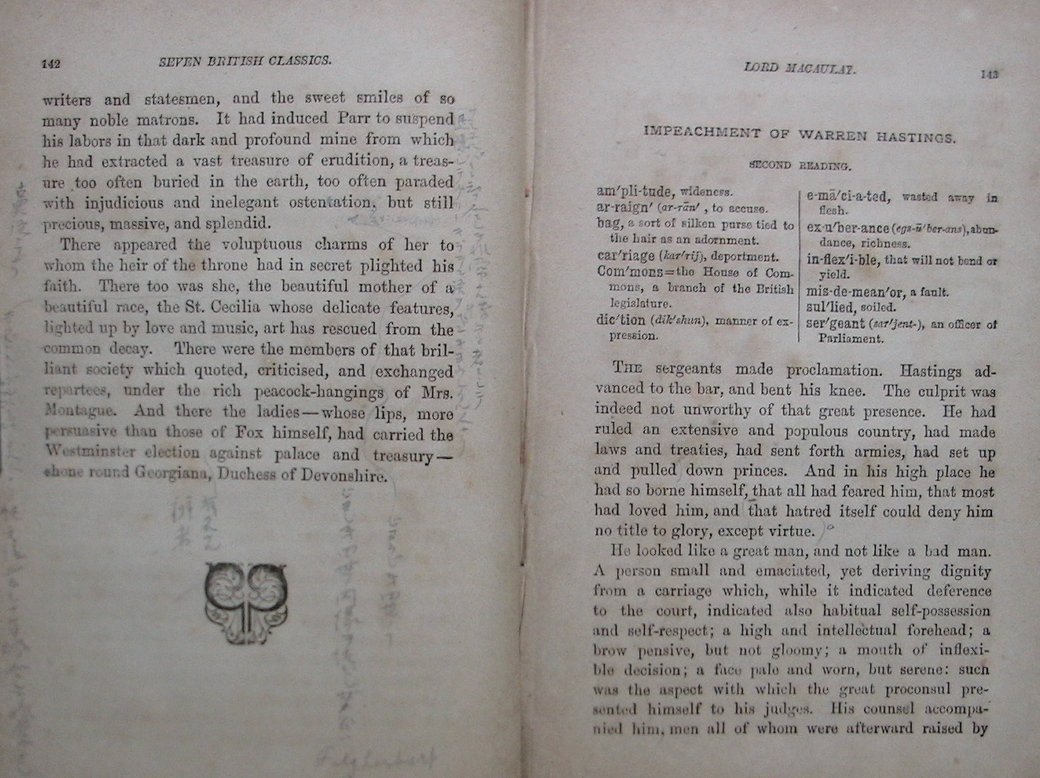 142
SEVEN BRITISH CLASSICS.
writers and statesmen, and the sweet smiles of so
many noble matrons. It had induced Parr to suspend
his labors in that dark and profound mine from which
he had extracted a vast treasure of erudition, a treas-
ure too often buried in the earth, too often paraded
with injudicious and inelegant ostentation, but still
precious, massive, and splendid.
There appeared the voluptuous charms of her to
whom the heir of the throne had in secret plighted his
faith. There too was she, the beautiful mother of a
beautiful race, the St. Cecilia whose delicate features,
lighted up by love and music, art has rescued from the
common decay. There were the members of that bril-
liant society which quoted, criticised, and exchanged
repartees, under the rich peacock-hangings of Mrs.
Montague. And there the ladies—whose lips, more
persuasive than those of Fox himself, had carried the
Westminster election against palace and treasury—
shone round Georgiana, Duchess of Devonshire.
LORD MACAULAY.
143
IMPEACHMENT OF WARREN HASTINGS.
SECOND READING.
am′pli-tude, wideness.
ar-raign′ (ar-rān′ , to accuse.
bag, a sort of silken purse tied to
the hair as an adornment.
car′riage (kar′rij), deportment.
Com′mons=the House of Com-
mons, a branch of the British
legislature.
dic′tion (dik′shun), manner of ex-
pression.
e-mā′ci-a-ted, wasted away in
flesh.
ex-u′ber-ance (egs-ū′ber-ans), abun-
dance, richness.
in-flex′i-ble, that will not bend or
yield.
mis-de-mean′or, a fault.
sul′lied, soiled.
ser′geant (sar′jent-), an officer of
Parliament.
THE sergeants made proclamation. Hastings ad-
vanced to the bar, and bent his knee. The culprit was
indeed not unworthy of that great presence. He had
ruled an extensive and populous country, had made
laws and treaties, had sent forth armies, had set up
and pulled down princes. And in his high place he
had so borne himself, that all had feared him, that most
had loved him, and that hatred itself could deny him
no title to glory, except virtue.
He looked like a great man, and not like a bad man.
A person small and emaciated, yet deriving dignity
from a carriage which, while it indicated deference
to the court, indicated also habitual self-possession
and self-respect; a high and intellectual forehead; a
brow pensive, but not gloomy; a mouth of inflexi-
ble decision; a face pale and worn, but serene: such
was the aspect with which the great proconsul pre-
sented himself to his judges. His counsel accompa-
nied him, men all of whom were afterward raised by